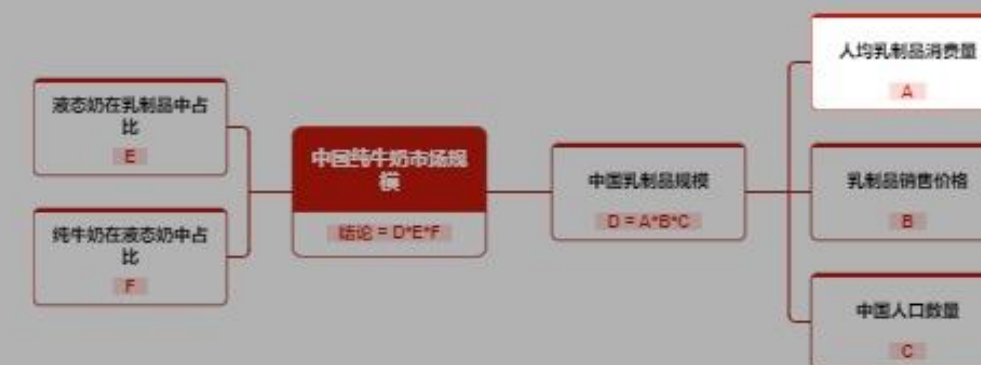 人均乳制品消费量
A
液态奶在乳制品中占
比
E
中国纯牛奶市场规
模
结论 = D*E*F
中国乳制品规模
D = A*B*C
乳制品销售价格
B
纯牛奶在液态奶中占
比
F
中国人口数量
C